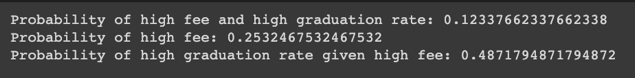 Probability of high fee and high graduation rate: 0.12337662337662338
Probability of high fee: 0.2532467532467532
Probability of high graduation rate given high fee: 0.4871794871794872